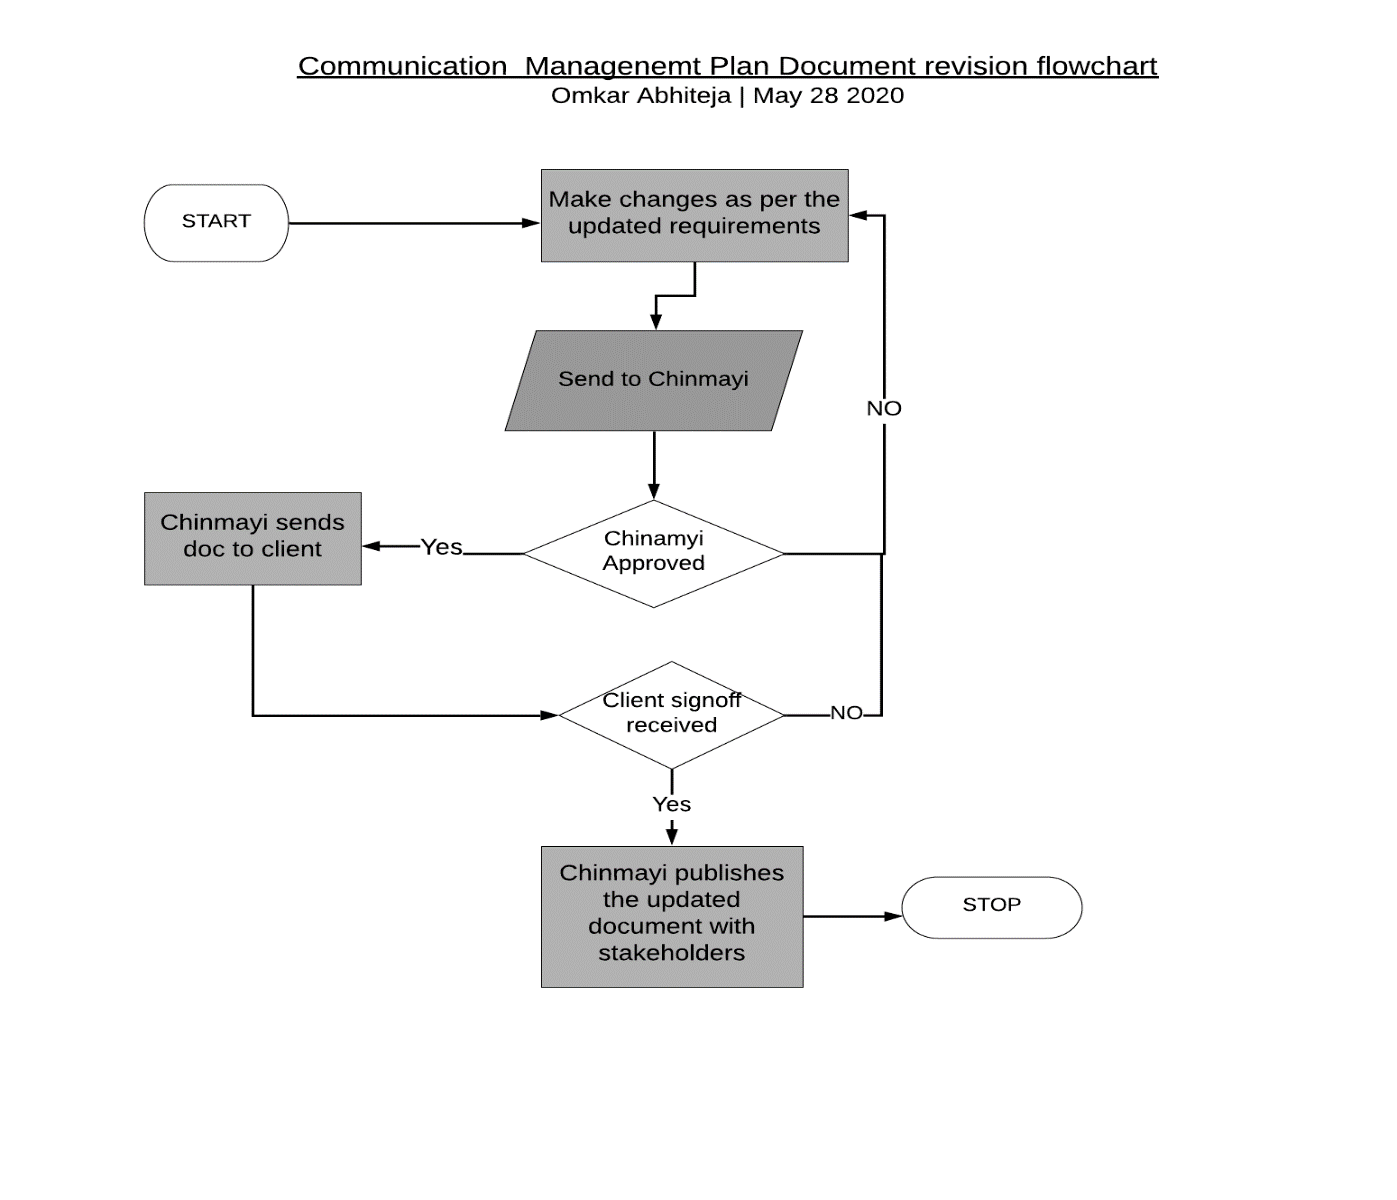 Communication  Managenemt Plan Document revision flowchart
Omkar Abhiteja | May 28 2020
START
Make changes as per the
updated requirements
Send to Chinmayi
NO
Chinmayi sends
doc to client
Yes
Chinamyi
Approved
Client signoff
received
NO
Yes
Chinmayi publishes
the updated
document with
stakeholders
STOP